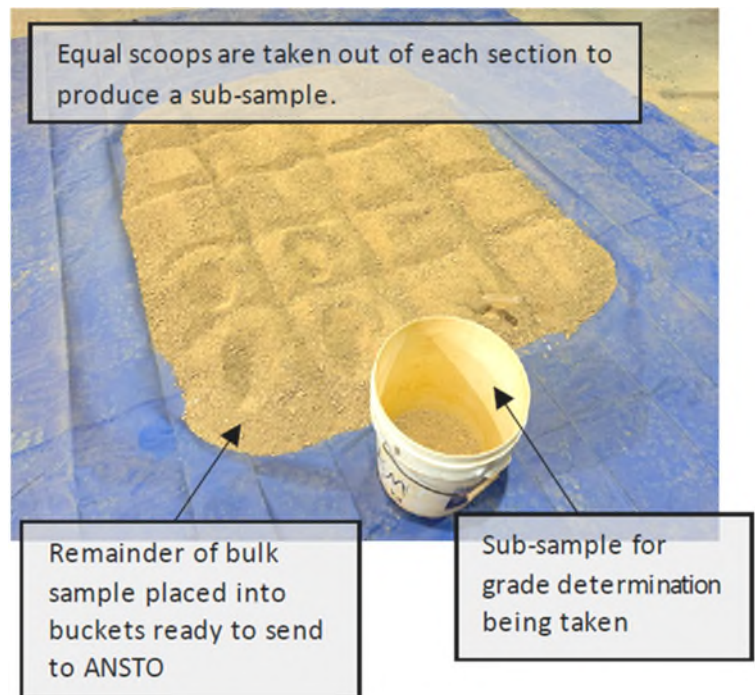 Equal scoops are taken out of each section to
produce a sub-sample.
Remainder of bulk
sample placed into
buckets ready to send
to ANSTO
Sub-sample for
grade determination
being taken